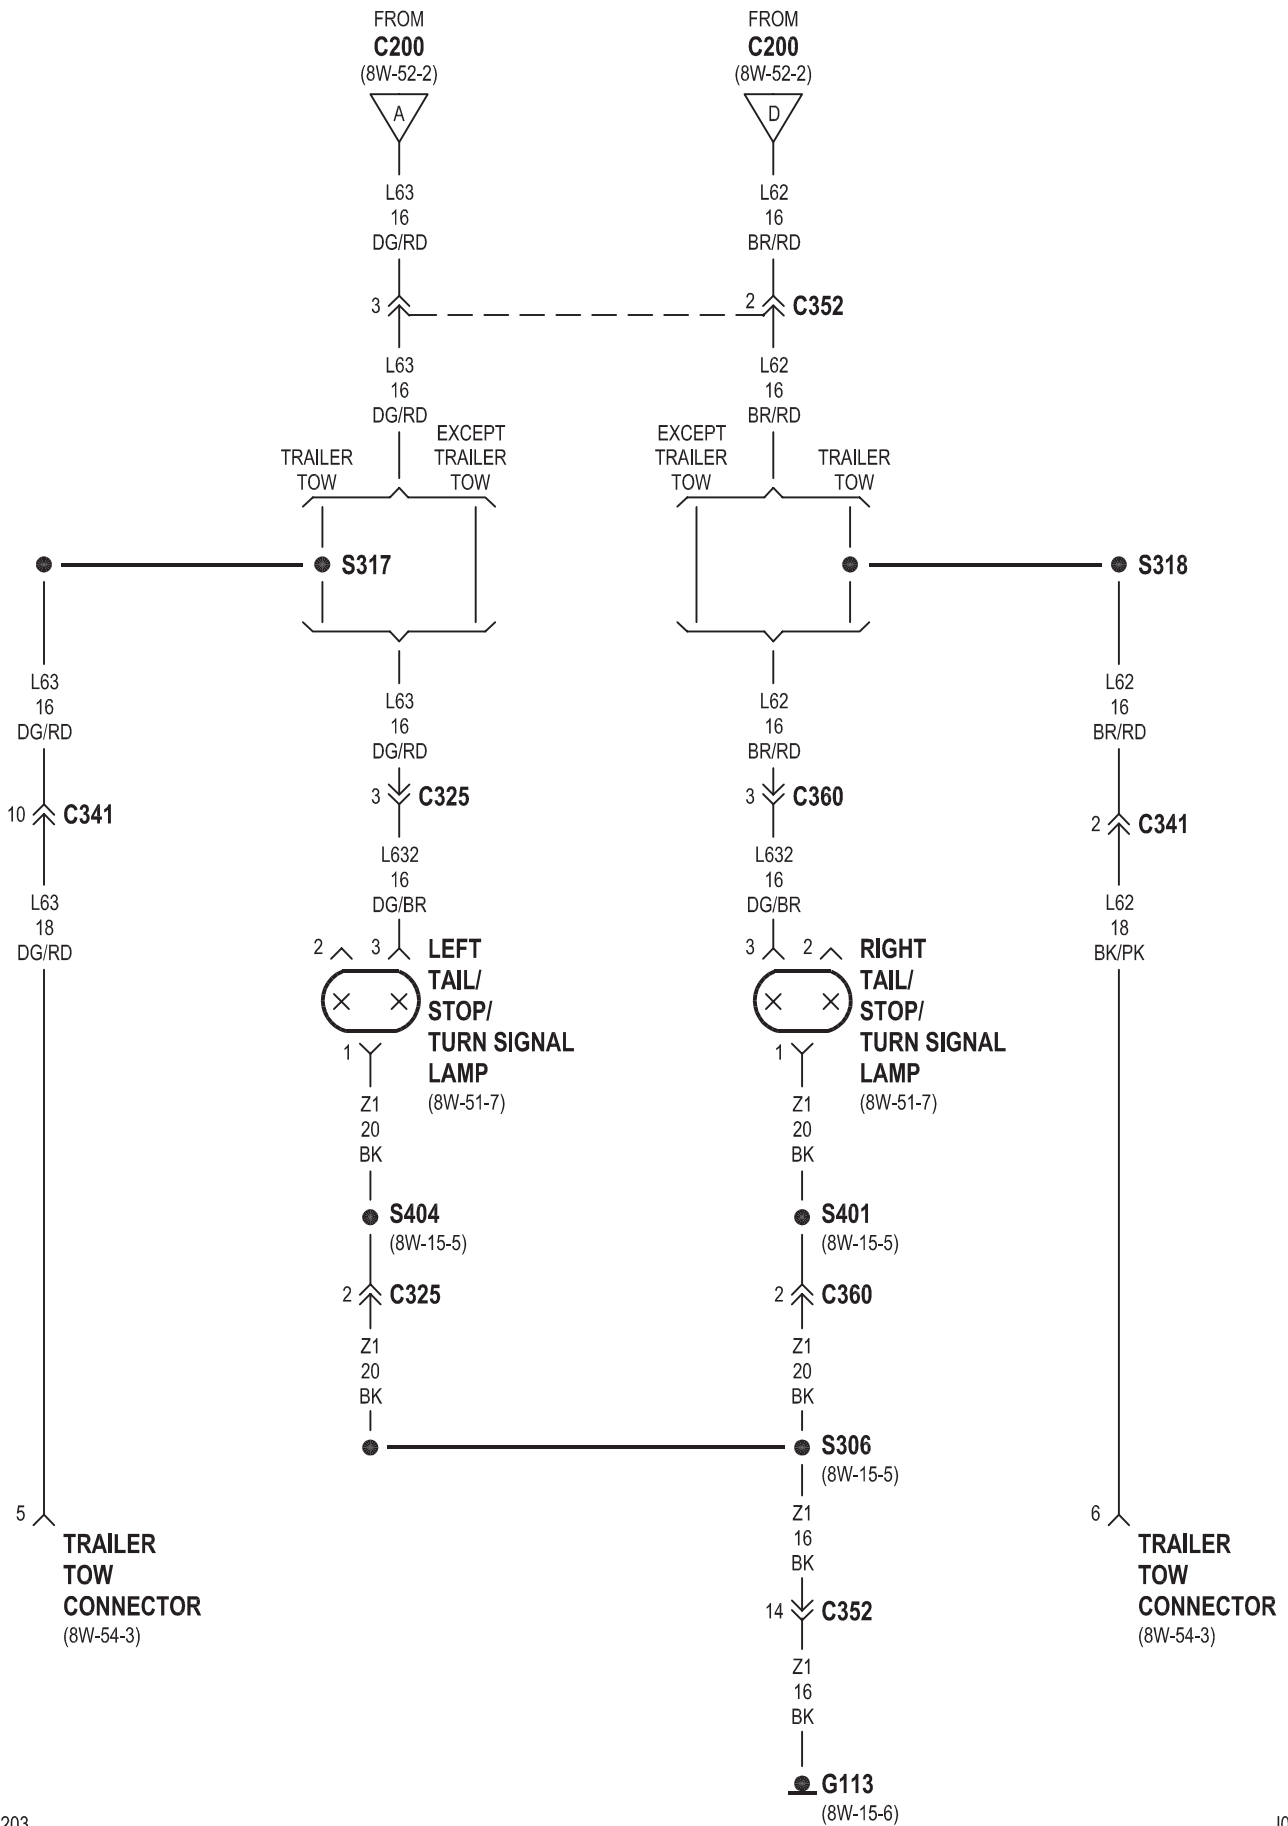 FROM
C200
(8W-52-2)
A
FROM
C200
(8W-52-2)
D
L63
16
DG/RD
L62
16
BR/RD
3
2
C352
L63
16
DG/RD
L62
16
BR/RD
TRAILER
TOW
EXCEPT
TRAILER
TOW
EXCEPT
TRAILER
TOW
TRAILER
TOW
S317
S318
L63
16
DG/RD
L63
16
DG/RD
L62
16
BR/RD
L62
16
BR/RD
10
C341
3
C325
3
C360
2
C341
L63
18
DG/RD
L632
16
DG/BR
L632
16
DG/BR
L62
18
BK/PK
2
3
LEFT
TAIL/
STOP/
TURN SIGNAL
LAMP
(8W-51-7)
1
3
2
RIGHT
TAIL/
STOP/
TURN SIGNAL
LAMP
(8W-51-7)
1
Z1
20
BK
Z1
20
BK
S404
(8W-15-5)
S401
(8W-15-5)
2
C325
2
C360
Z1
20
BK
Z1
20
BK
S306
(8W-15-5)
5
TRAILER
TOW
CONNECTOR
(8W-54-3)
Z1
16
BK
6
TRAILER
TOW
CONNECTOR
(8W-54-3)
14
C352
Z1
16
BK
G113
(8W-15-6)
203